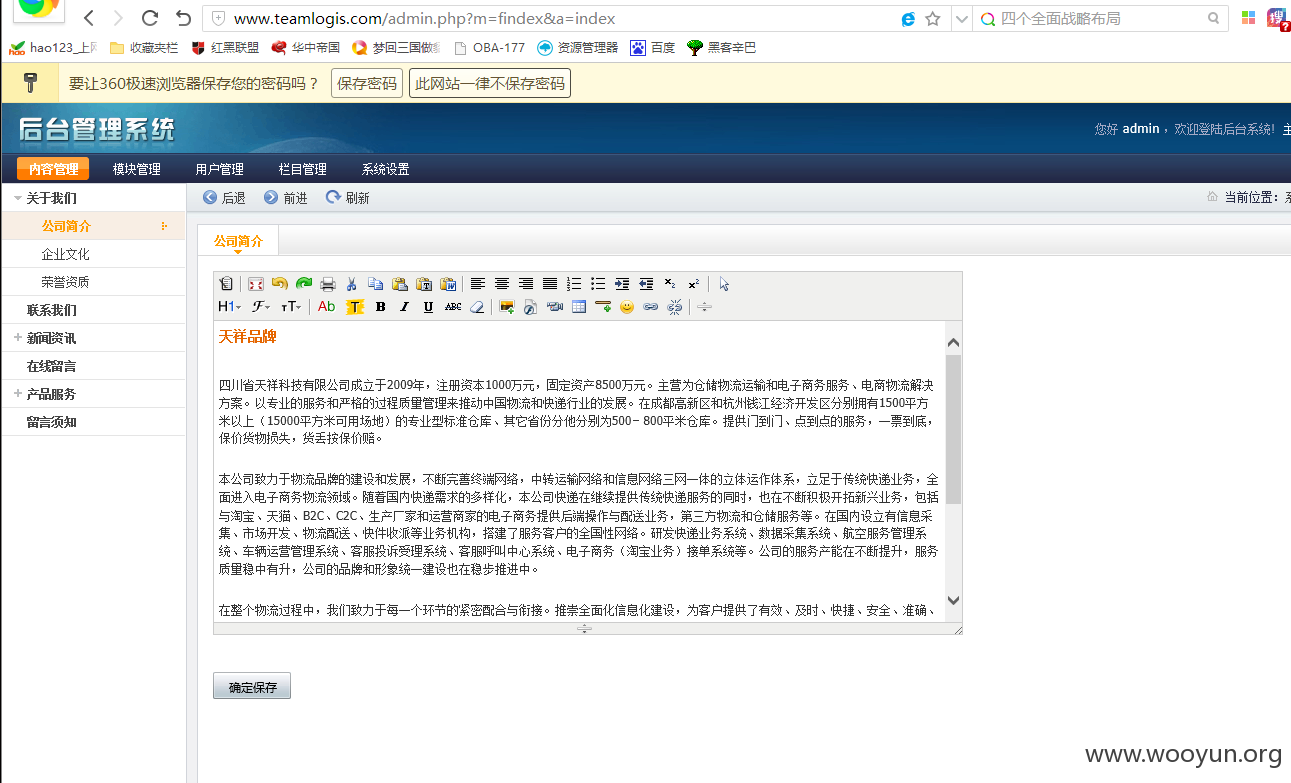 www.teamlogis.com/admin.php?m=findex&a=index
四个全面战略布局
hao123_上网 收藏夹栏 红黑联盟 华中帝国 梦回三国做影 OBA-177 资源管理器 百度 黑客辛巴
要让360极速浏览器保存您的密码吗？ 保存密码 此网站一律不保存密码
后台管理系统
您好 admin ，欢迎登陆后台系统! 主
内容管理 模块管理 用户管理 栏目管理 系统设置
关于我们
公司简介
企业文化
荣誉资质
联系我们
新闻资讯
在线留言
产品服务
留言须知
后退 前进 刷新 当前位置：系
公司简介
天祥品牌
四川省天祥科技有限公司成立于2009年，注册资本1000万元，固定资产8500万元。主营为仓储物流运输和电子商务服务、电商物流解决
方案。以专业的服务和严格的过程质量管理来推动中国物流和快递行业的发展。在成都高新区和杭州钱江经济开发区分别拥有1500平方
米以上（15000平方米可用场地）的专业型标准仓库、其它省份分他分别为500－800平米仓库。提供门到门、点到点的服务，一票到底，
保价货物损失，货丢按保价赔。
本公司致力于物流品牌的建设和发展，不断完善终端网络，中转运输网络和信息网络三网一体的立体运作体系，立足于传统快递业务，全
面进入电子商务物流领域。随着国内快递需求的多样化，本公司快递在继续提供传统快递服务的同时，也在不断积极开拓新兴业务，包括
与淘宝、天猫、B2C、C2C、生产厂家和运营商家的电子商务提供后端操作与配送业务，第三方物流和仓储服务等。在国内设立有信息采
集、市场开发、物流配送、快件收派等业务机构，搭建了服务客户的全国性网络。研发快递业务系统、数据采集系统、航空服务管理系
统、车辆运营管理系统、客服投诉受理系统、客服呼叫中心系统、电子商务（淘宝业务）接单系统等。公司的服务产能在不断提升，服务
质量稳中有升，公司的品牌和形象统一建设也在稳步推进中。
在整个物流过程中，我们致力于每一个环节的紧密配合与衔接。推崇全面化信息化建设，为客户提供了有效、及时、快捷、安全、准确、
确定保存
www.wooyun.org